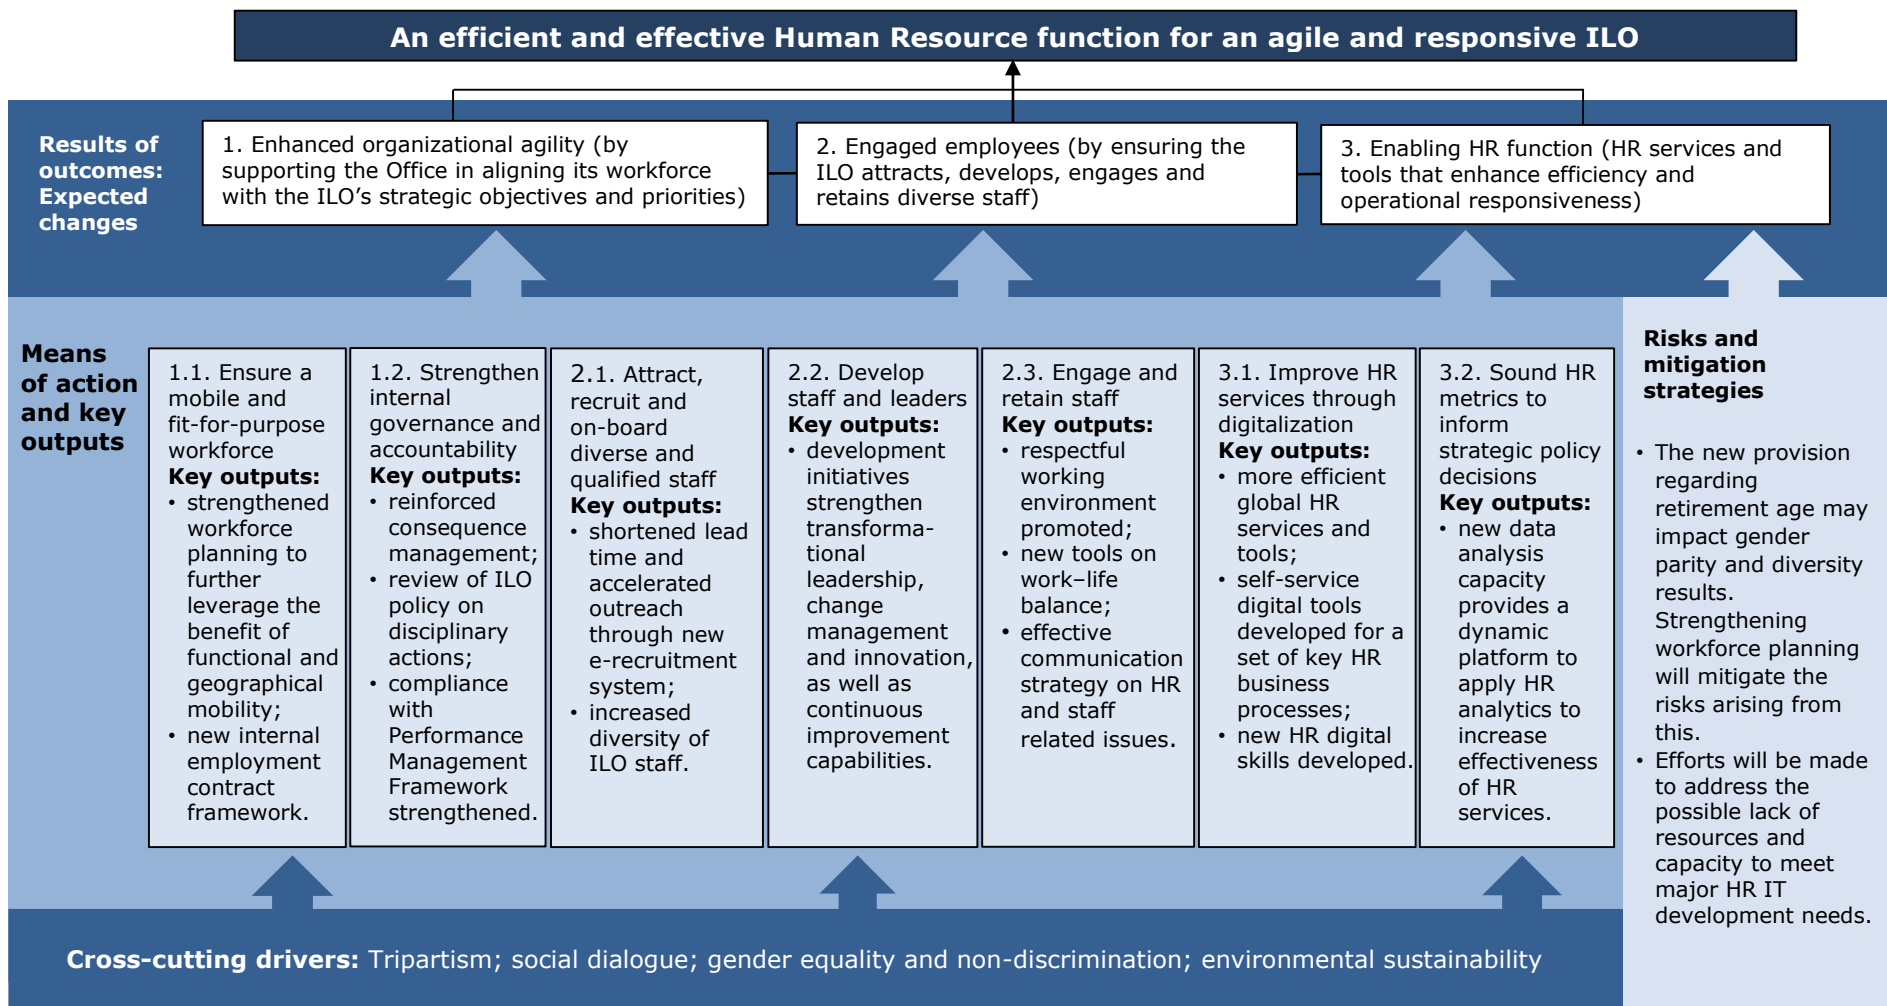 An efficient and effective Human Resource function for an agile and responsive ILO
Results of
outcomes:
Expected
changes
1. Enhanced organizational agility (by
supporting the Office in aligning its workforce
with the ILO’s strategic objectives and priorities)
2. Engaged employees (by ensuring the
ILO attracts, develops, engages and
retains diverse staff)
3. Enabling HR function (HR services and
tools that enhance efficiency and
operational responsiveness)
Means
of action
and key
outputs
1.1. Ensure a
mobile and
fit-for-purpose
workforce
Key outputs:
• strengthened
workforce
planning to
further
leverage the
benefit of
functional and
geographical
mobility;
• new internal
employment
contract
framework.
1.2. Strengthen
internal
governance and
accountability
Key outputs:
• reinforced
consequence
management;
• review of ILO
policy on
disciplinary
actions;
• compliance
with
Performance
Management
Framework
strengthened.
2.1. Attract,
recruit and
on-board
diverse and
qualified staff
Key outputs:
• shortened lead
time and
accelerated
outreach
through new
e-recruitment
system;
• increased
diversity of
ILO staff.
2.2. Develop
staff and leaders
Key outputs:
• development
initiatives
strengthen
transforma-
tional
leadership,
change
management
and innovation,
as well as
continuous
improvement
capabilities.
2.3. Engage and
retain staff
Key outputs:
• respectful
working
environment
promoted;
• new tools on
work–life
balance;
• effective
communication
strategy on HR
and staff
related issues.
3.1. Improve HR
services through
digitalization
Key outputs:
• more efficient
global HR
services and
tools;
• self-service
digital tools
developed for a
set of key HR
business
processes;
• new HR digital
skills developed.
3.2. Sound HR
metrics to
inform
strategic policy
decisions
Key outputs:
• new data
analysis
capacity
provides a
dynamic
platform to
apply HR
analytics to
increase
effectiveness
of HR
services.
Risks and
mitigation
strategies
• The new provision
regarding
retirement age may
impact gender
parity and diversity
results.
Strengthening
workforce planning
will mitigate the
risks arising from
this.
• Efforts will be made
to address the
possible lack of
resources and
capacity to meet
major HR IT
development needs.
Cross-cutting drivers: Tripartism; social dialogue; gender equality and non-discrimination; environmental sustainability